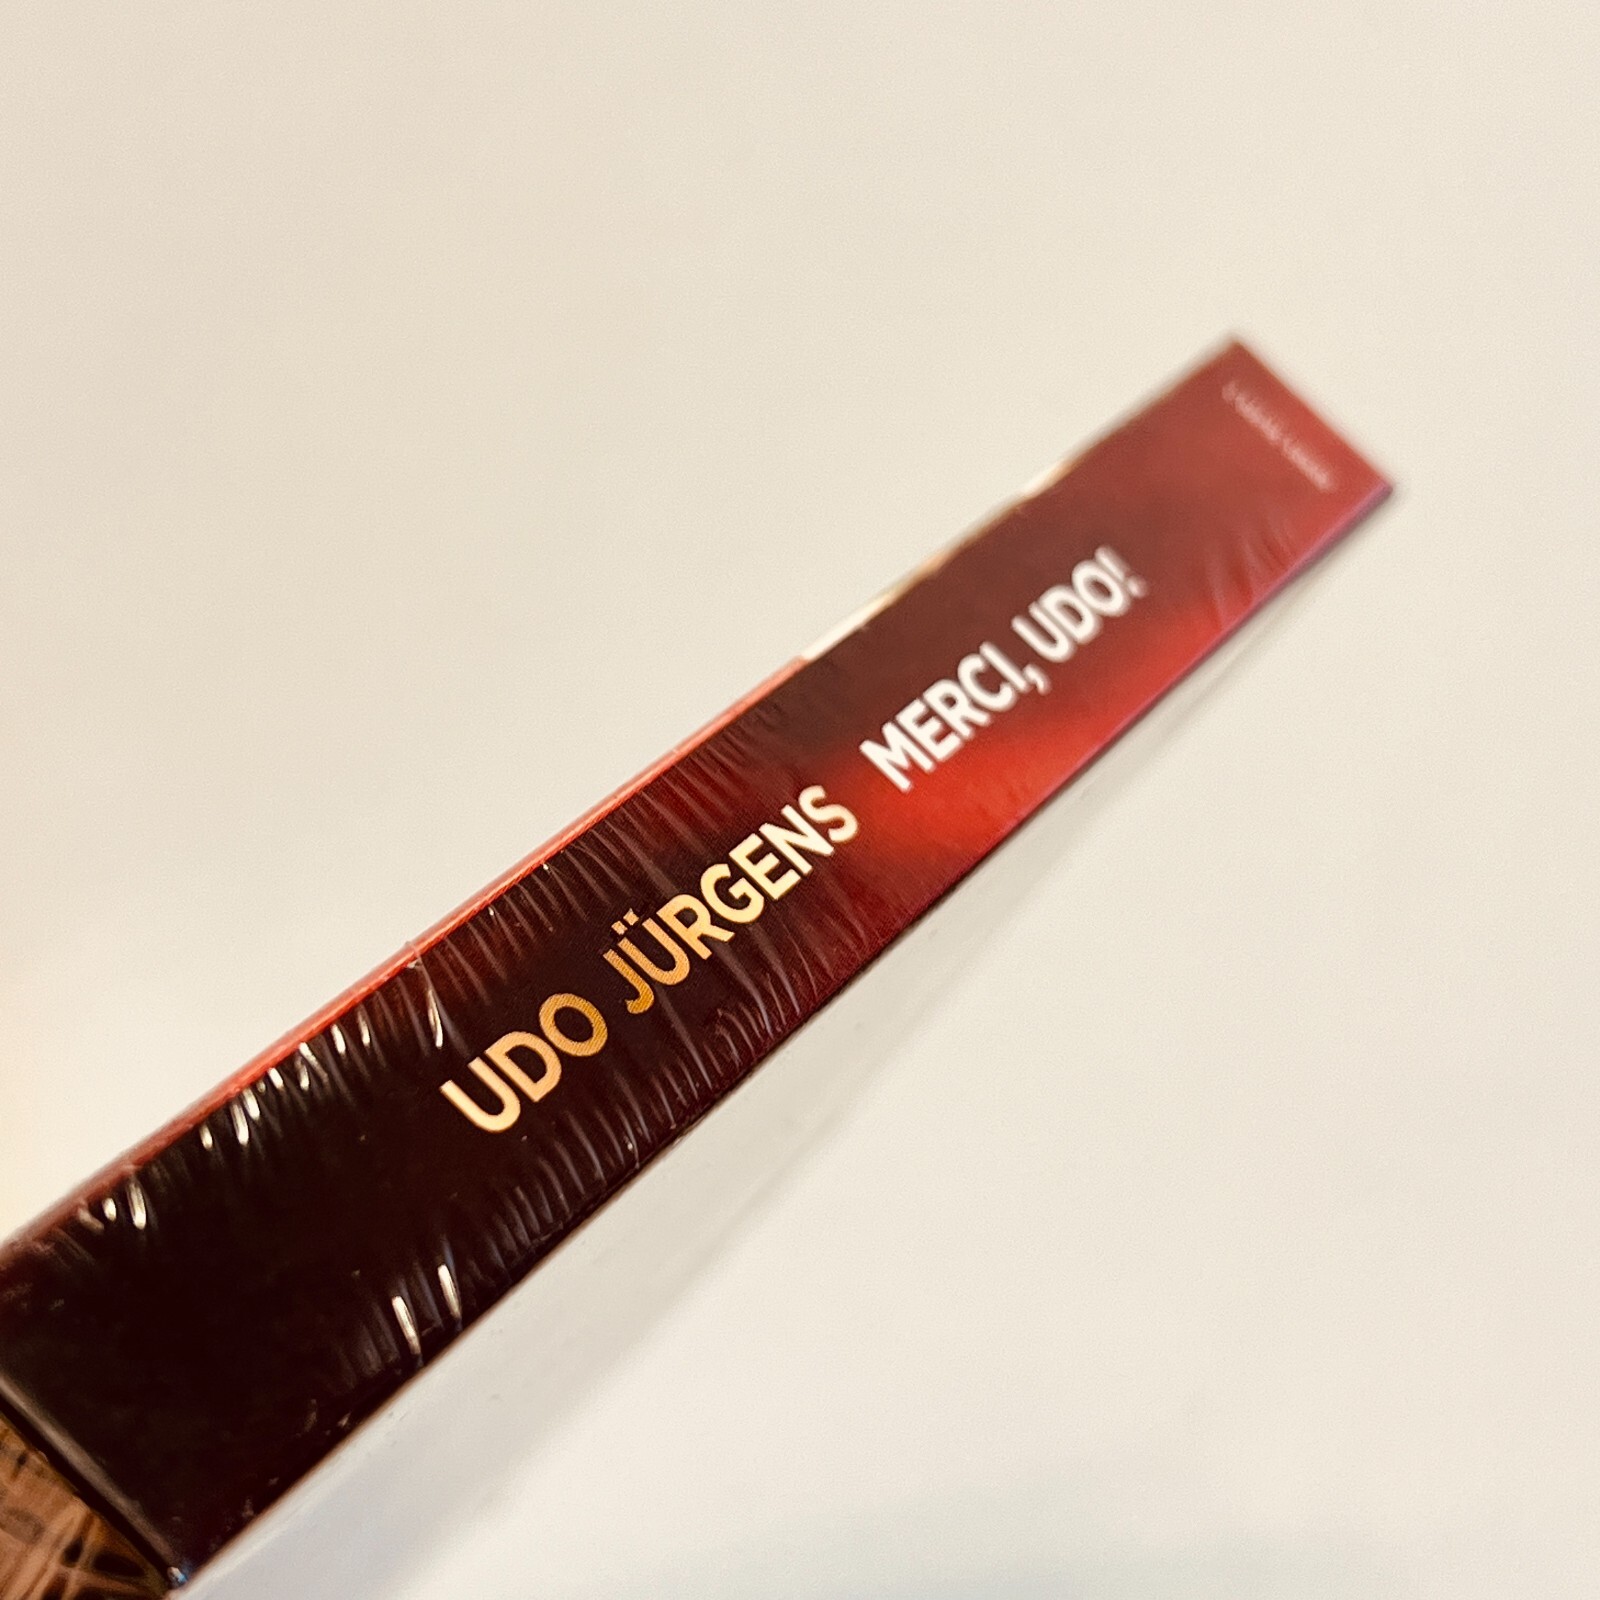 UDO JÜRGENS MERCI, UDO!